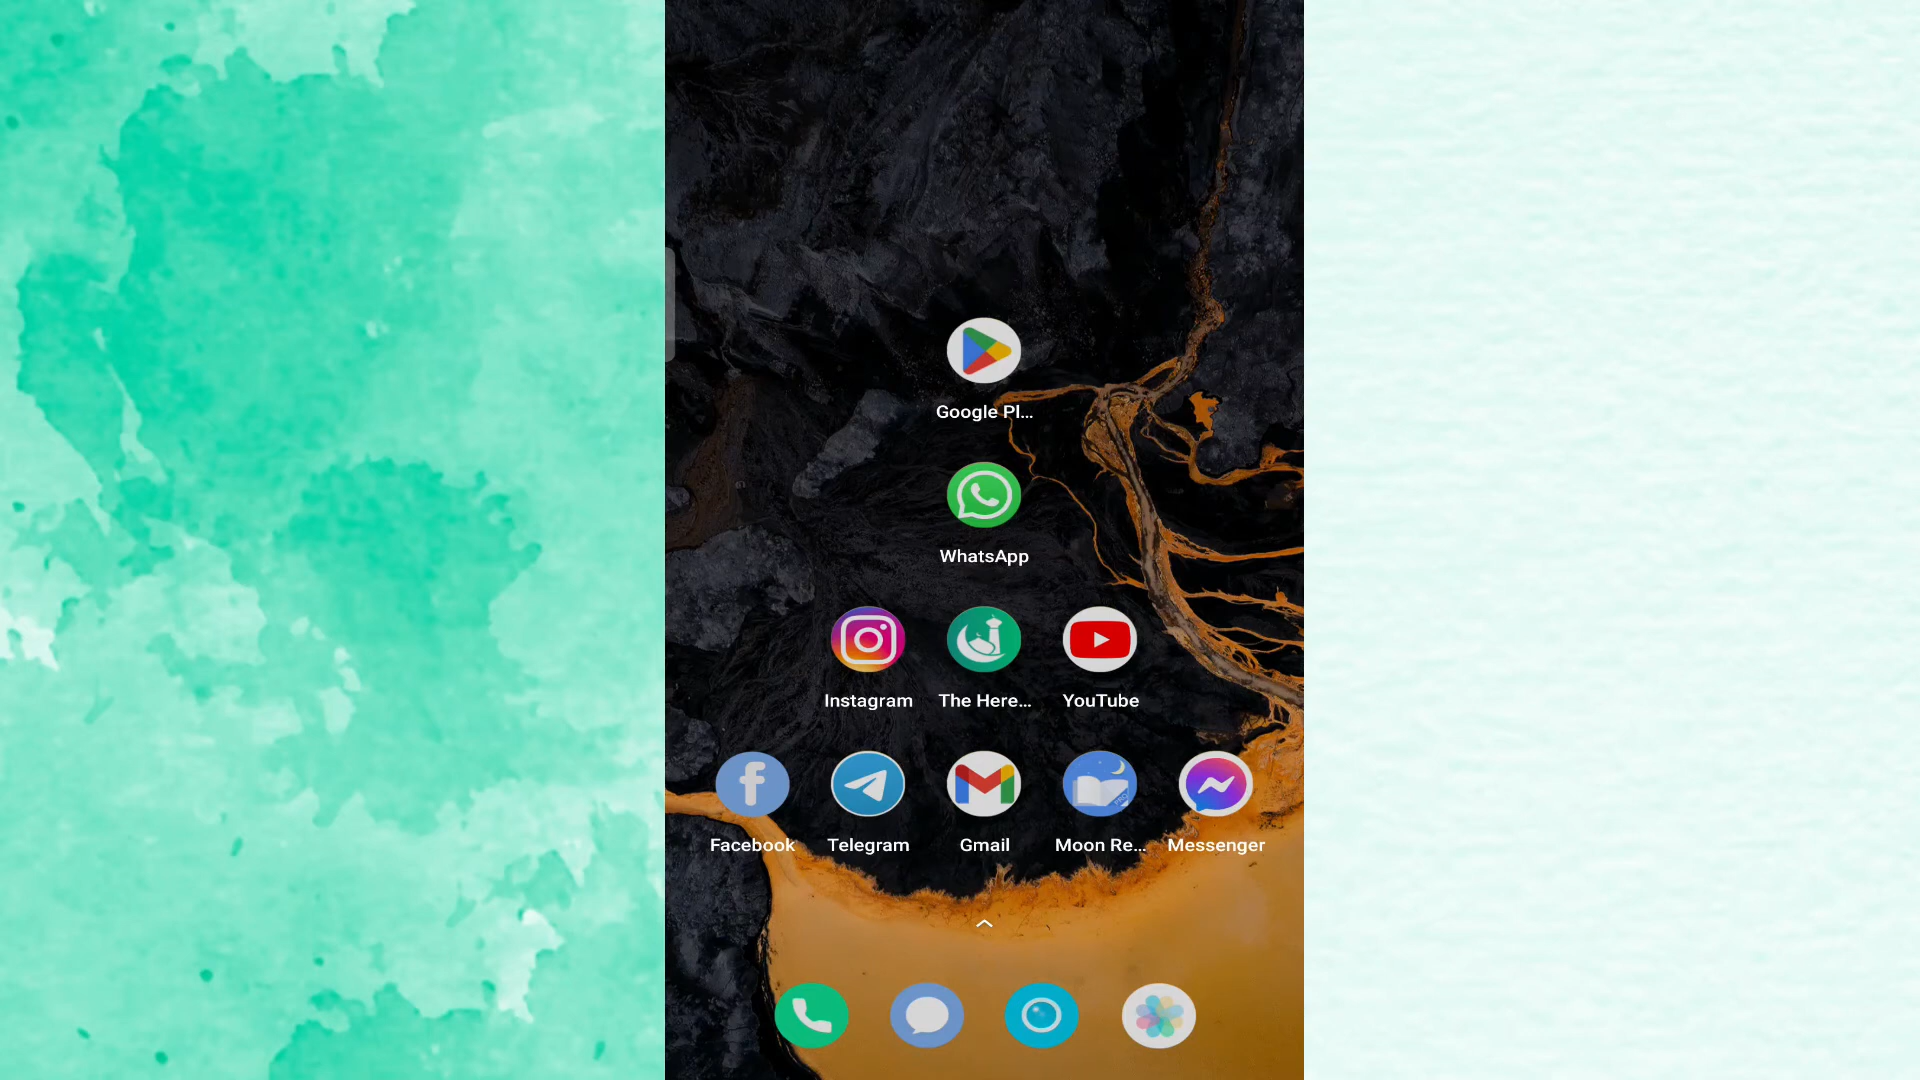 Google Pl...
WhatsApp
Instagram
The Here...
YouTube
Facebook
Telegram
Gmail
Moon Re...
Messenger